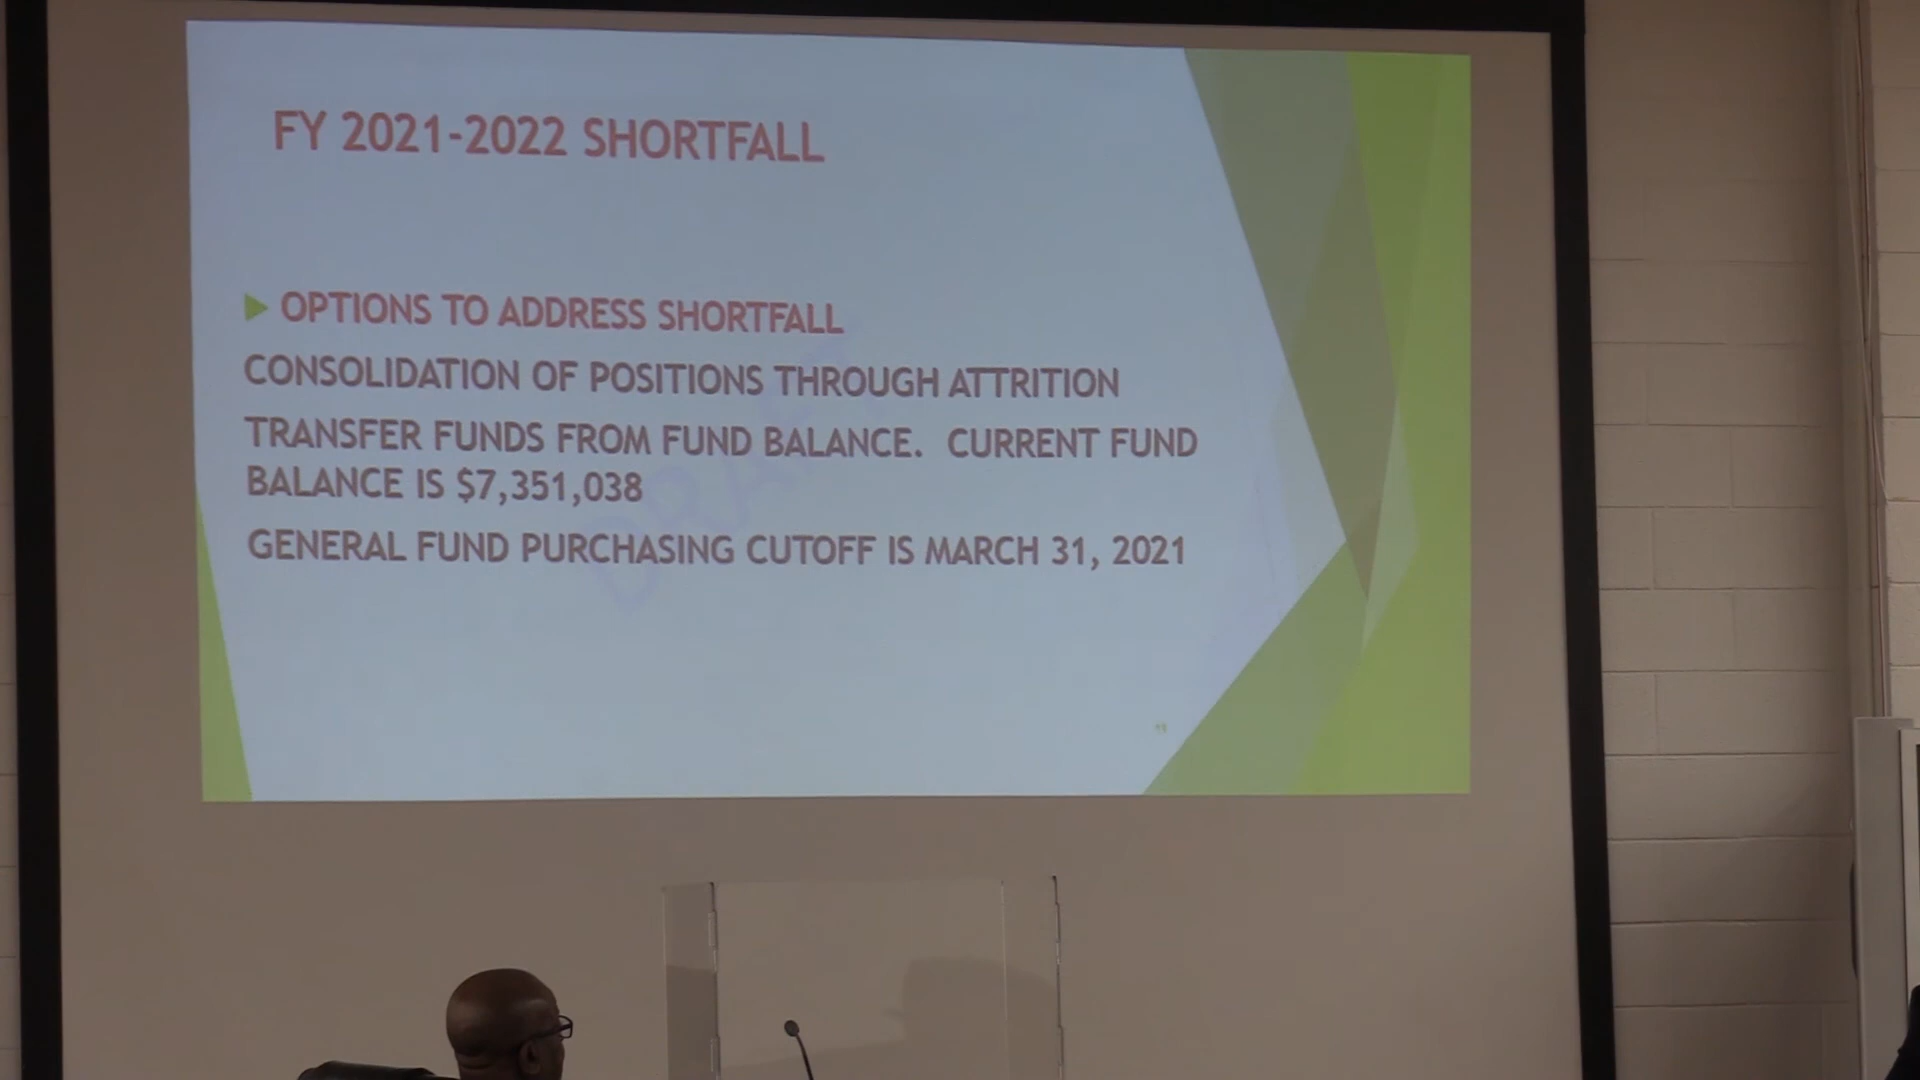 FY 2021-2022 SHORTFALL
OPTIONS TO ADDRESS SHORTFALL
CONSOLIDATION OF POSITIONS THROUGH ATTRITION
TRANSFER FUNDS FROM FUND BALANCE. CURRENT FUND
BALANCE IS $7,351,038
GENERAL FUND PURCHASING CUTOFF IS MARCH 31, 2021
DRAFT